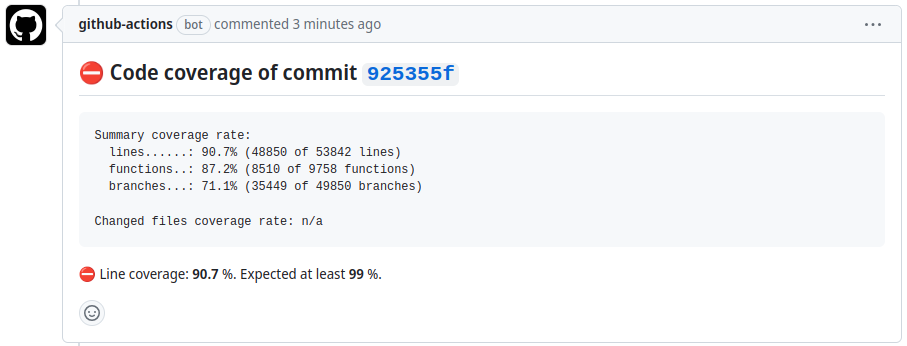 github-actions bot commented 3 minutes ago
Code coverage of commit 925355f
Summary coverage rate:
  lines......: 90.7% (48850 of 53842 lines)
  functions..: 87.2% (8510 of 9758 functions)
  branches...: 71.1% (35449 of 49850 branches)
Changed files coverage rate: n/a
Line coverage: 90.7 %. Expected at least 99 %.